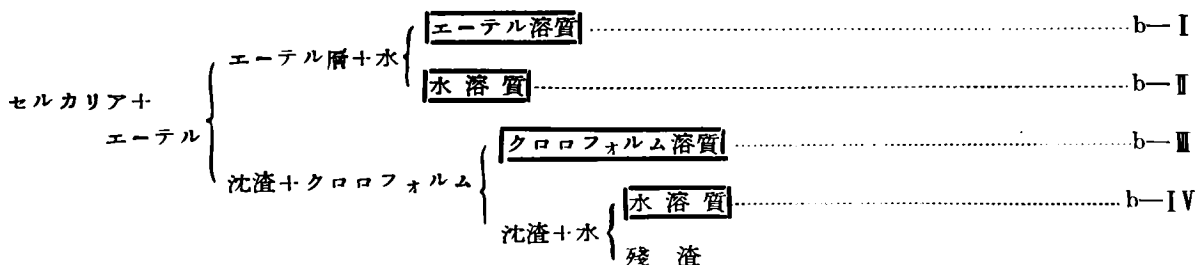 エーテル溶質 b—Ⅰ
エーテル層＋水
水溶質 b—Ⅱ
セルカリア＋
エーテル
クロロフォルム溶質 b—Ⅲ
沈渣＋クロロフォルム
水溶質 b—ⅠⅤ
沈渣＋水
残渣